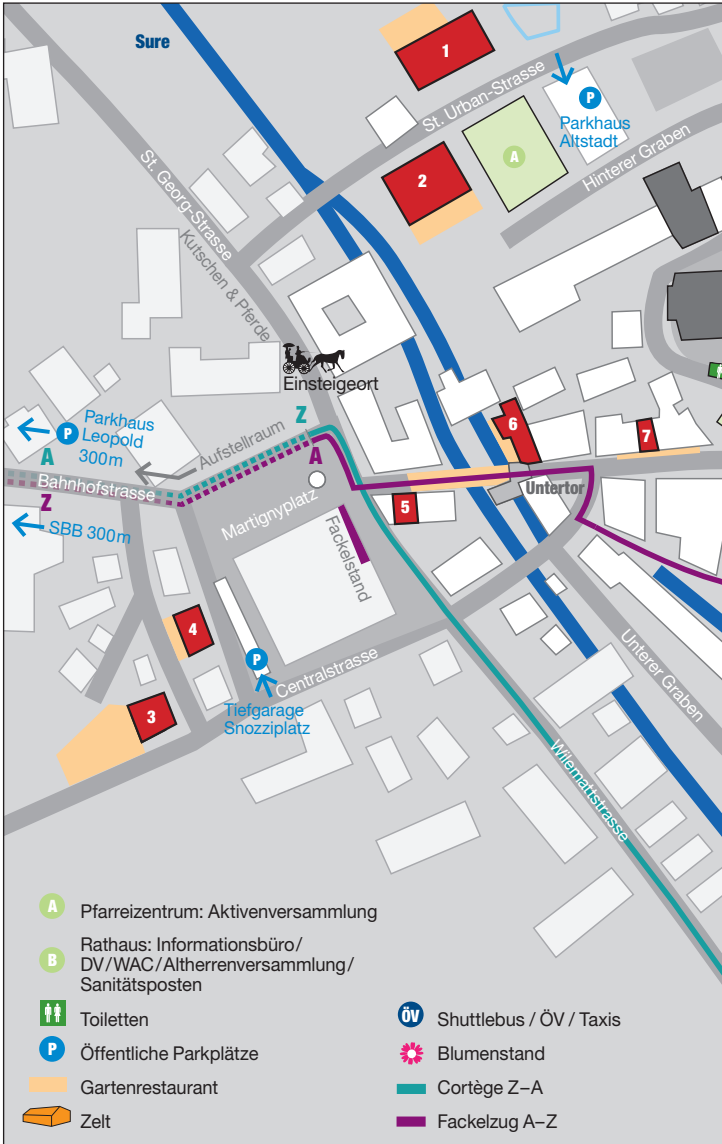 Sure
1
St. Urban-Strasse
P
Parkhaus
Altstadt
A
2
Hinterer Graben
St. Georg-Strasse
Kutschen & Pferde
Einsteigeort
6
7
Z
Parkhaus
P
Leopold
300m
Aufstellraum
A
A
Bahnhofstrasse
Z
Untertor
SBB 300m
Martignyplatz
5
Fackelstand
4
P
Centralstrasse
Unterer Graben
3
Tiefgarage
Snozziplatz
Wilemattstrasse
A Pfarreizentrum: Aktivenversammlung
B Rathaus: Informationsbüro/
DV/WAC/Altherrenversammlung/
Sanitätsposten
Toiletten
P Öffentliche Parkplätze
Gartenrestaurant
Zelt
ÖV Shuttlebus / ÖV / Taxis
Blumenstand
Cortège Z–A
Fackelzug A–Z